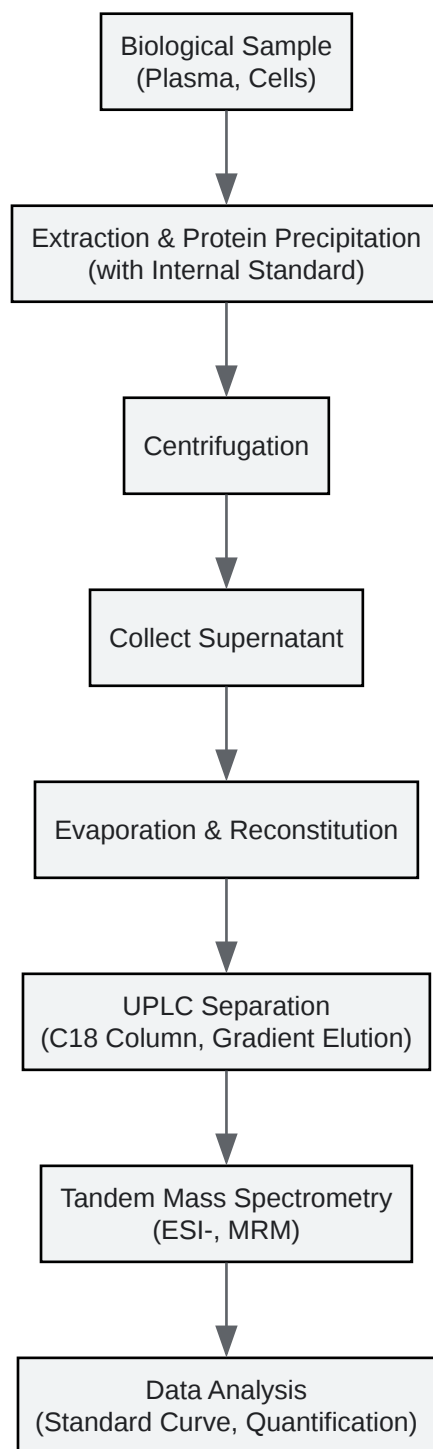 Biological Sample
(Plasma, Cells)
Extraction & Protein Precipitation
(with Internal Standard)
Centrifugation
Collect Supernatant
Evaporation & Reconstitution
UPLC Separation
(C18 Column, Gradient Elution)
Tandem Mass Spectrometry
(ESI-, MRM)
Data Analysis
(Standard Curve, Quantification)